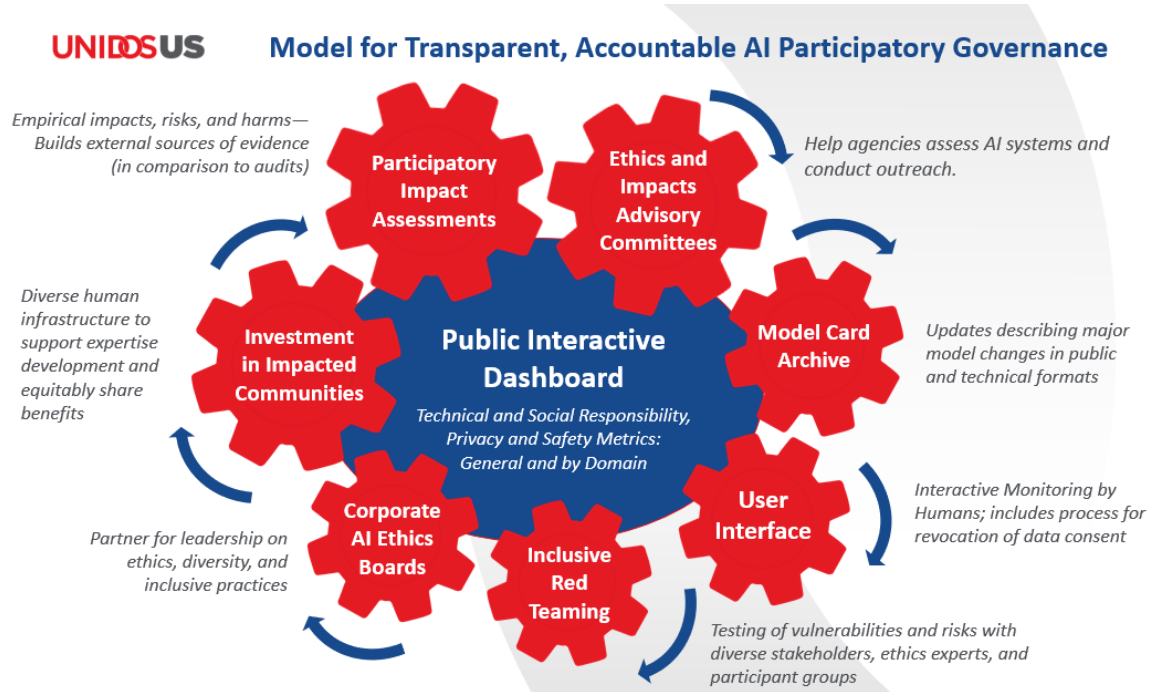 UNIDOSUS
Model for Transparent, Accountable AI Participatory Governance
Empirical impacts, risks, and harms—
Builds external sources of evidence
(in comparison to audits)
Participatory
Impact
Assessments
Ethics and
Impacts
Advisory
Committees
Help agencies assess AI systems and
conduct outreach.
Diverse human
infrastructure to
support expertise
development and
equitably share
benefits
Investment
in Impacted
Communities
Public Interactive
Dashboard
Technical and Social Responsibility,
Privacy and Safety Metrics:
General and by Domain
Model Card
Archive
Updates describing major
model changes in public
and technical formats
Partner for leadership on
ethics, diversity, and
inclusive practices
Corporate
AI Ethics
Boards
Inclusive
Red
Teaming
User
Interface
Interactive Monitoring by
Humans; includes process for
revocation of data consent
Testing of vulnerabilities and risks with
diverse stakeholders, ethics experts, and
participant groups